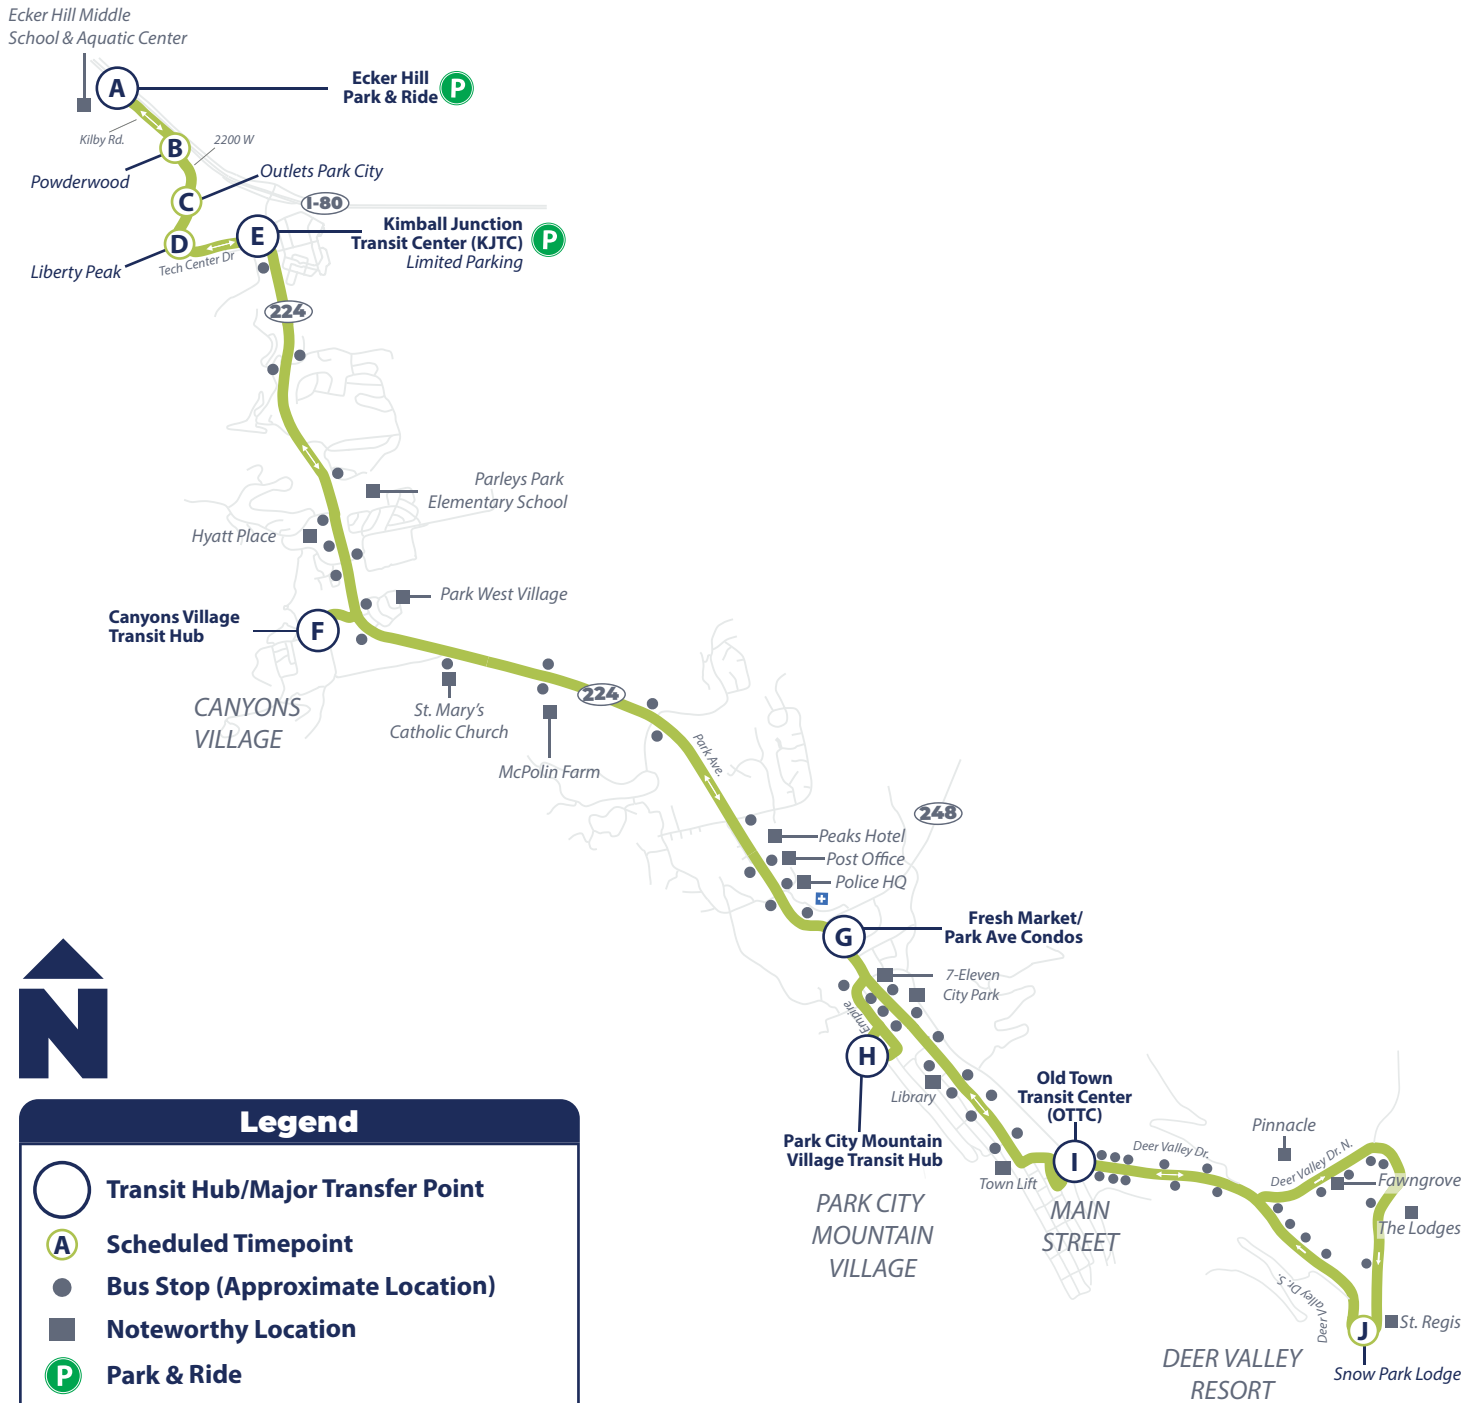 Ecker Hill Middle
School & Aquatic Center
A
Ecker Hill
Park & Ride
P
Kilby Rd.
B
2200 W
Powderwood
Outlets Park City
C
I-80
Kimball Junction
Transit Center (KJTC)
Limited Parking
P
D
E
Liberty Peak
Tech Center Dr
224
Parleys Park
Elementary School
Hyatt Place
Park West Village
Canyons Village
Transit Hub
F
CANYONS
VILLAGE
St. Mary's
Catholic Church
224
McPolin Farm
Park Ave.
248
Peaks Hotel
Post Office
Police HQ
Fresh Market/
Park Ave Condos
G
7-Eleven
City Park
Empire
H
Library
Old Town
Transit Center
(OTTC)
Park City Mountain
Village Transit Hub
I
Town Lift
PARK CITY
MOUNTAIN
VILLAGE
MAIN
STREET
Deer Valley Dr.
Pinnacle
Deer Valley Dr. N.
Fawngrove
The Lodges
Deer Valley Dr. S.
J
St. Regis
Snow Park Lodge
DEER VALLEY
RESORT
N
Legend
Transit Hub/Major Transfer Point
A Scheduled Timepoint
Bus Stop (Approximate Location)
Noteworthy Location
P Park & Ride